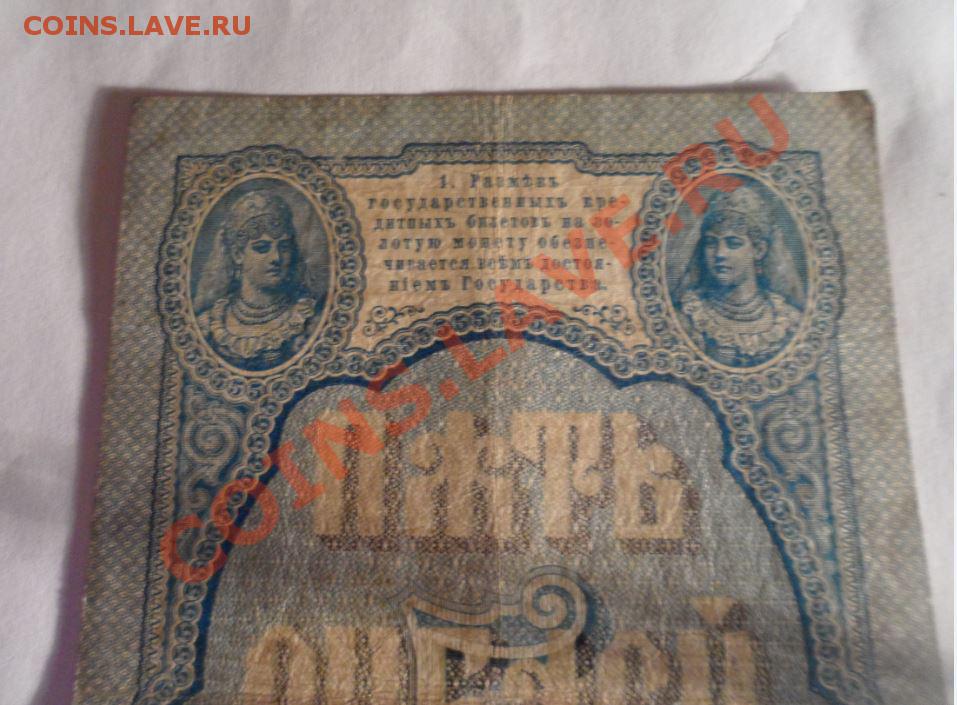 COINS.LAVE.RU
1. Размѣнъ
государственныхъ кре-
дитныхъ билетовъ на зо-
лотую монету обезпе-
чивается всѣмъ достоя-
ніемъ Государства.
COINS.LAVE.RU
ПЯТЬ
РУБЛЕЙ